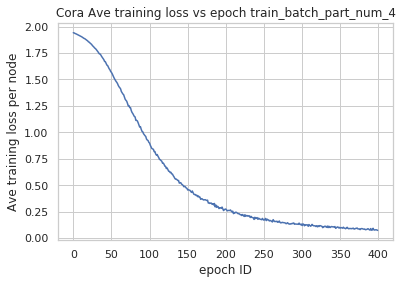 Cora Ave training loss vs epoch train_batch_part_num_4
Ave training loss per node
2.00
1.75
1.50
1.25
1.00
0.75
0.50
0.25
0.00
0 50 100 150 200 250 300 350 400
epoch ID